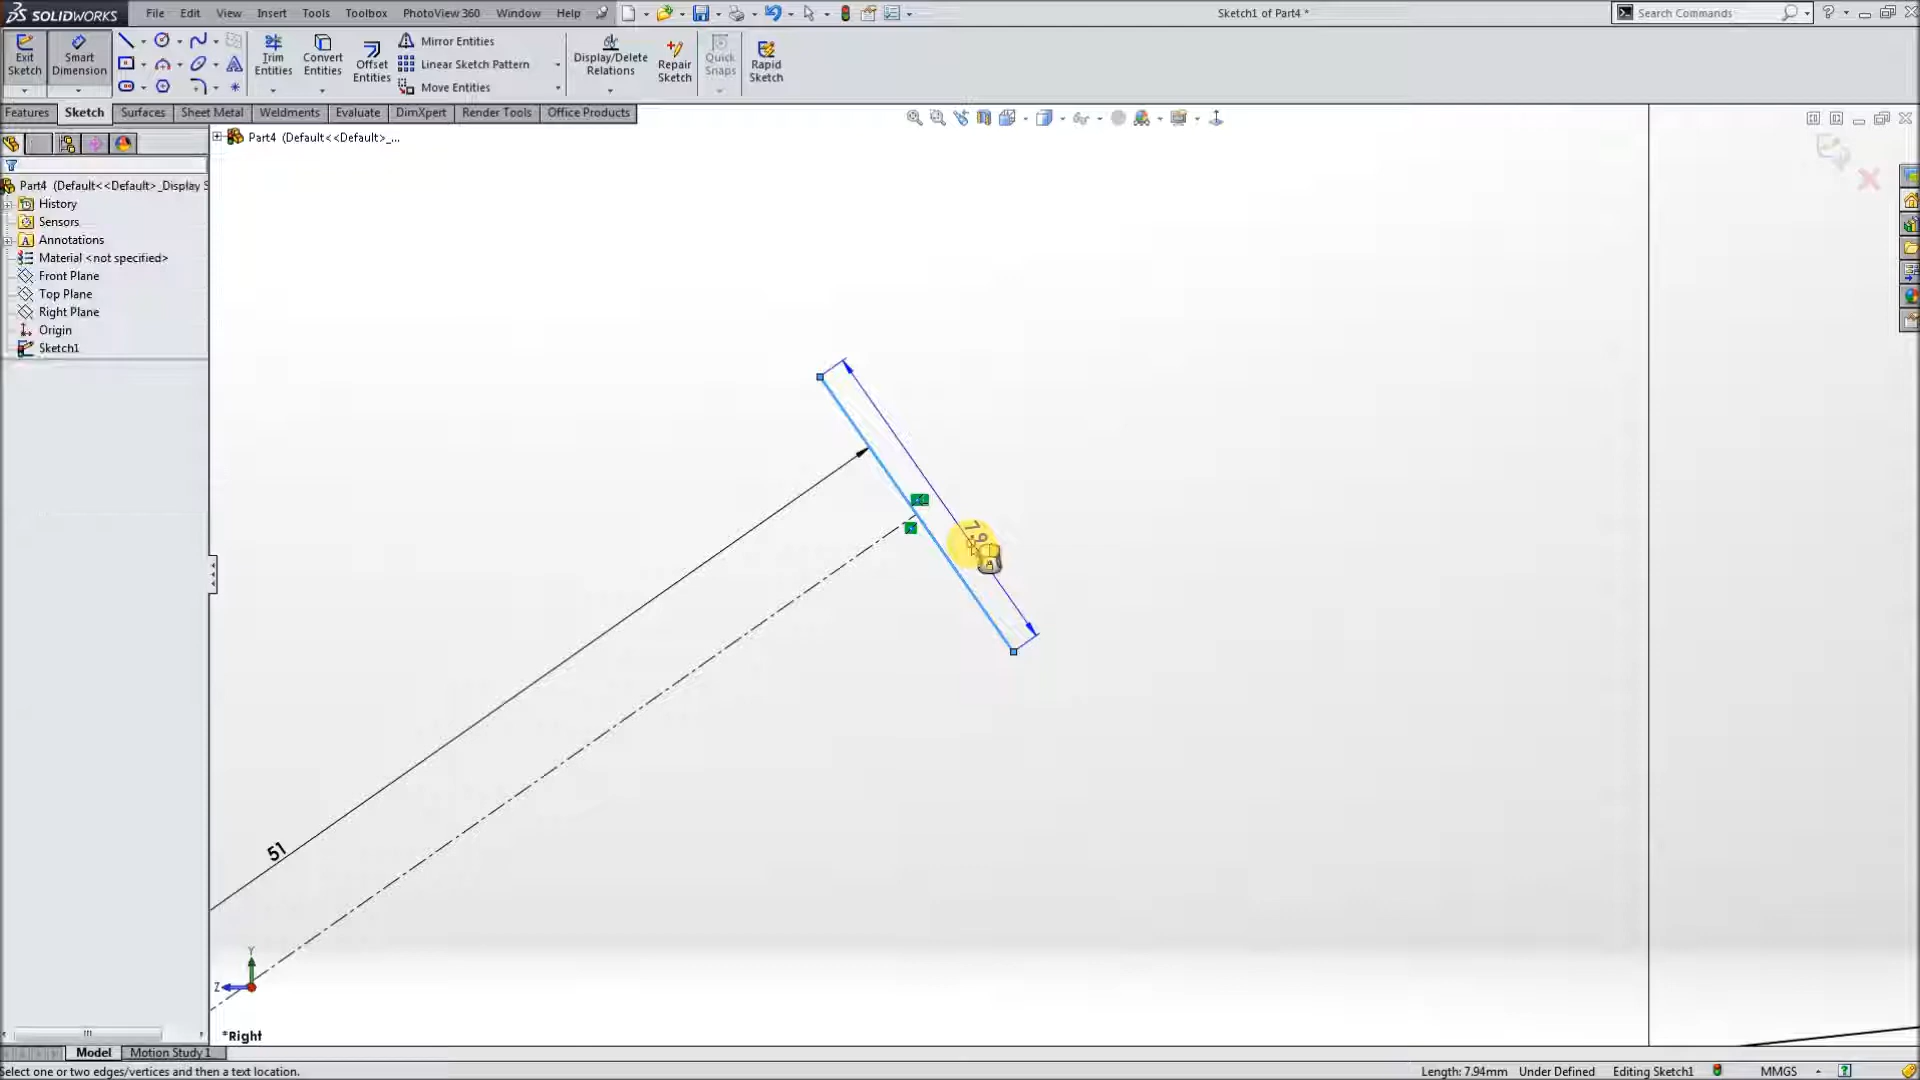 SOLIDWORKS File Edit View Insert Tools Toolbox PhotoView 360 Window Help Sketch1 of Part4 * Search Commands
Exit Sketch
Smart Dimension
Trim Entities
Convert Entities
Offset Entities
Mirror Entities
Linear Sketch Pattern
Move Entities
Display/Delete Relations
Repair Sketch
Quick Snaps
Rapid Sketch
Features Sketch Surfaces Sheet Metal Weldments Evaluate DimXpert Render Tools Office Products
Part4 (Default<<Default>_...
Part4 (Default<<Default>_Display S
History
Sensors
Annotations
Material <not specified>
Front Plane
Top Plane
Right Plane
Origin
Sketch1
51
Y
Z
*Right
Model Motion Study 1
Select one or two edges/vertices and then a text location. Length: 7.94mm Under Defined Editing Sketch1 MMGS